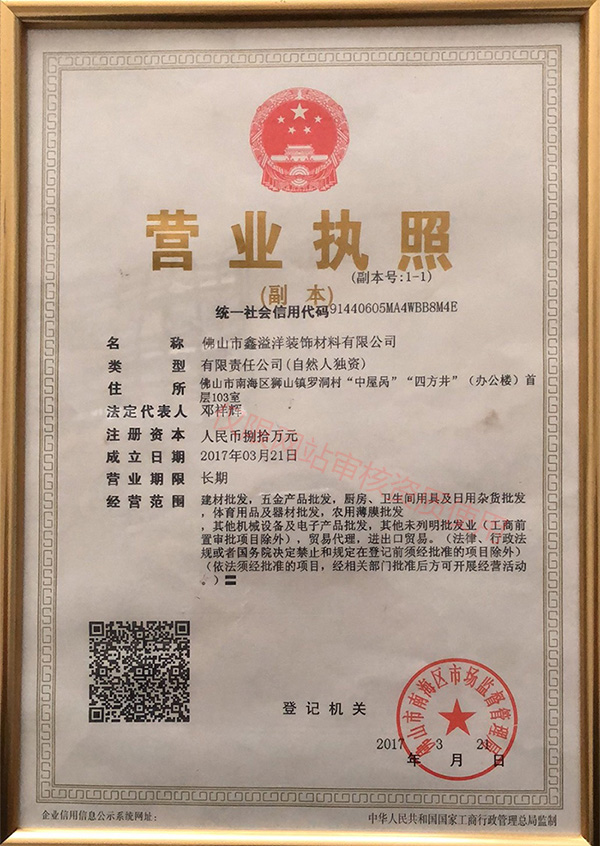 营业执照
(副本号:1-1)
(副 本)
统一社会信用代码91440605MA4WBB8M4E
名 称 佛山市鑫溢洋装饰材料有限公司
类 型 有限责任公司(自然人独资)
住 所 佛山市南海区狮山镇罗洞村“中屋呙”“四方井”(办公楼)首
层103室
法定代表人 邓祥辉
注册资本 人民币捌拾万元
成立日期 2017年03月21日
营业期限 长期
经营范围 建材批发,五金产品批发,厨房、卫生间用具及日用杂货批发
,体育用品及器材批发,农用薄膜批发
,其他机械设备及电子产品批发,其他未列明批发业(工商前
置审批项目除外),贸易代理,进出口贸易。(法律、行政法
规或者国务院决定禁止和规定在登记前须经批准的项目除外)
(依法须经批准的项目,经相关部门批准后方可开展经营活动
。)〓
仅限网站审核资质使用
登记机关
佛山市南海区市场监督管理局
2017 3 21
年 月 日
企业信用信息公示系统网址:
中华人民共和国国家工商行政管理总局监制